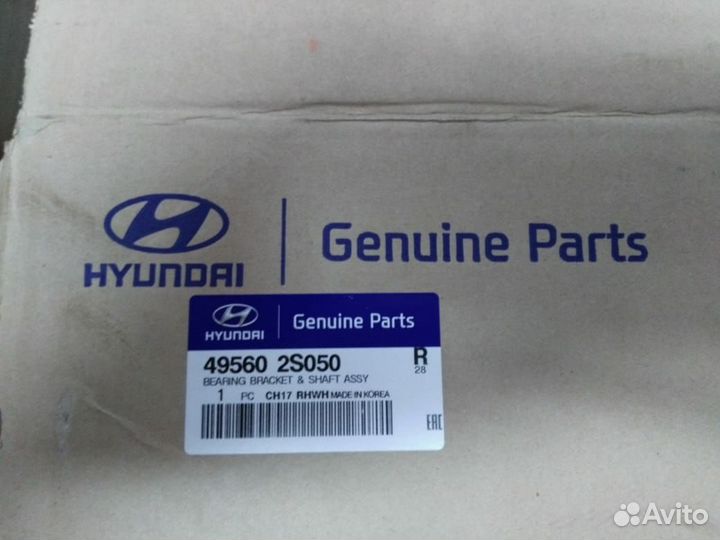 HYUNDAI
Genuine Parts
HYUNDAI
Genuine Parts
49560 2S050
R
28
BEARING BRACKET & SHAFT ASSY
1 PC CH17 RHWH MADE IN KOREA
EAC
Avito